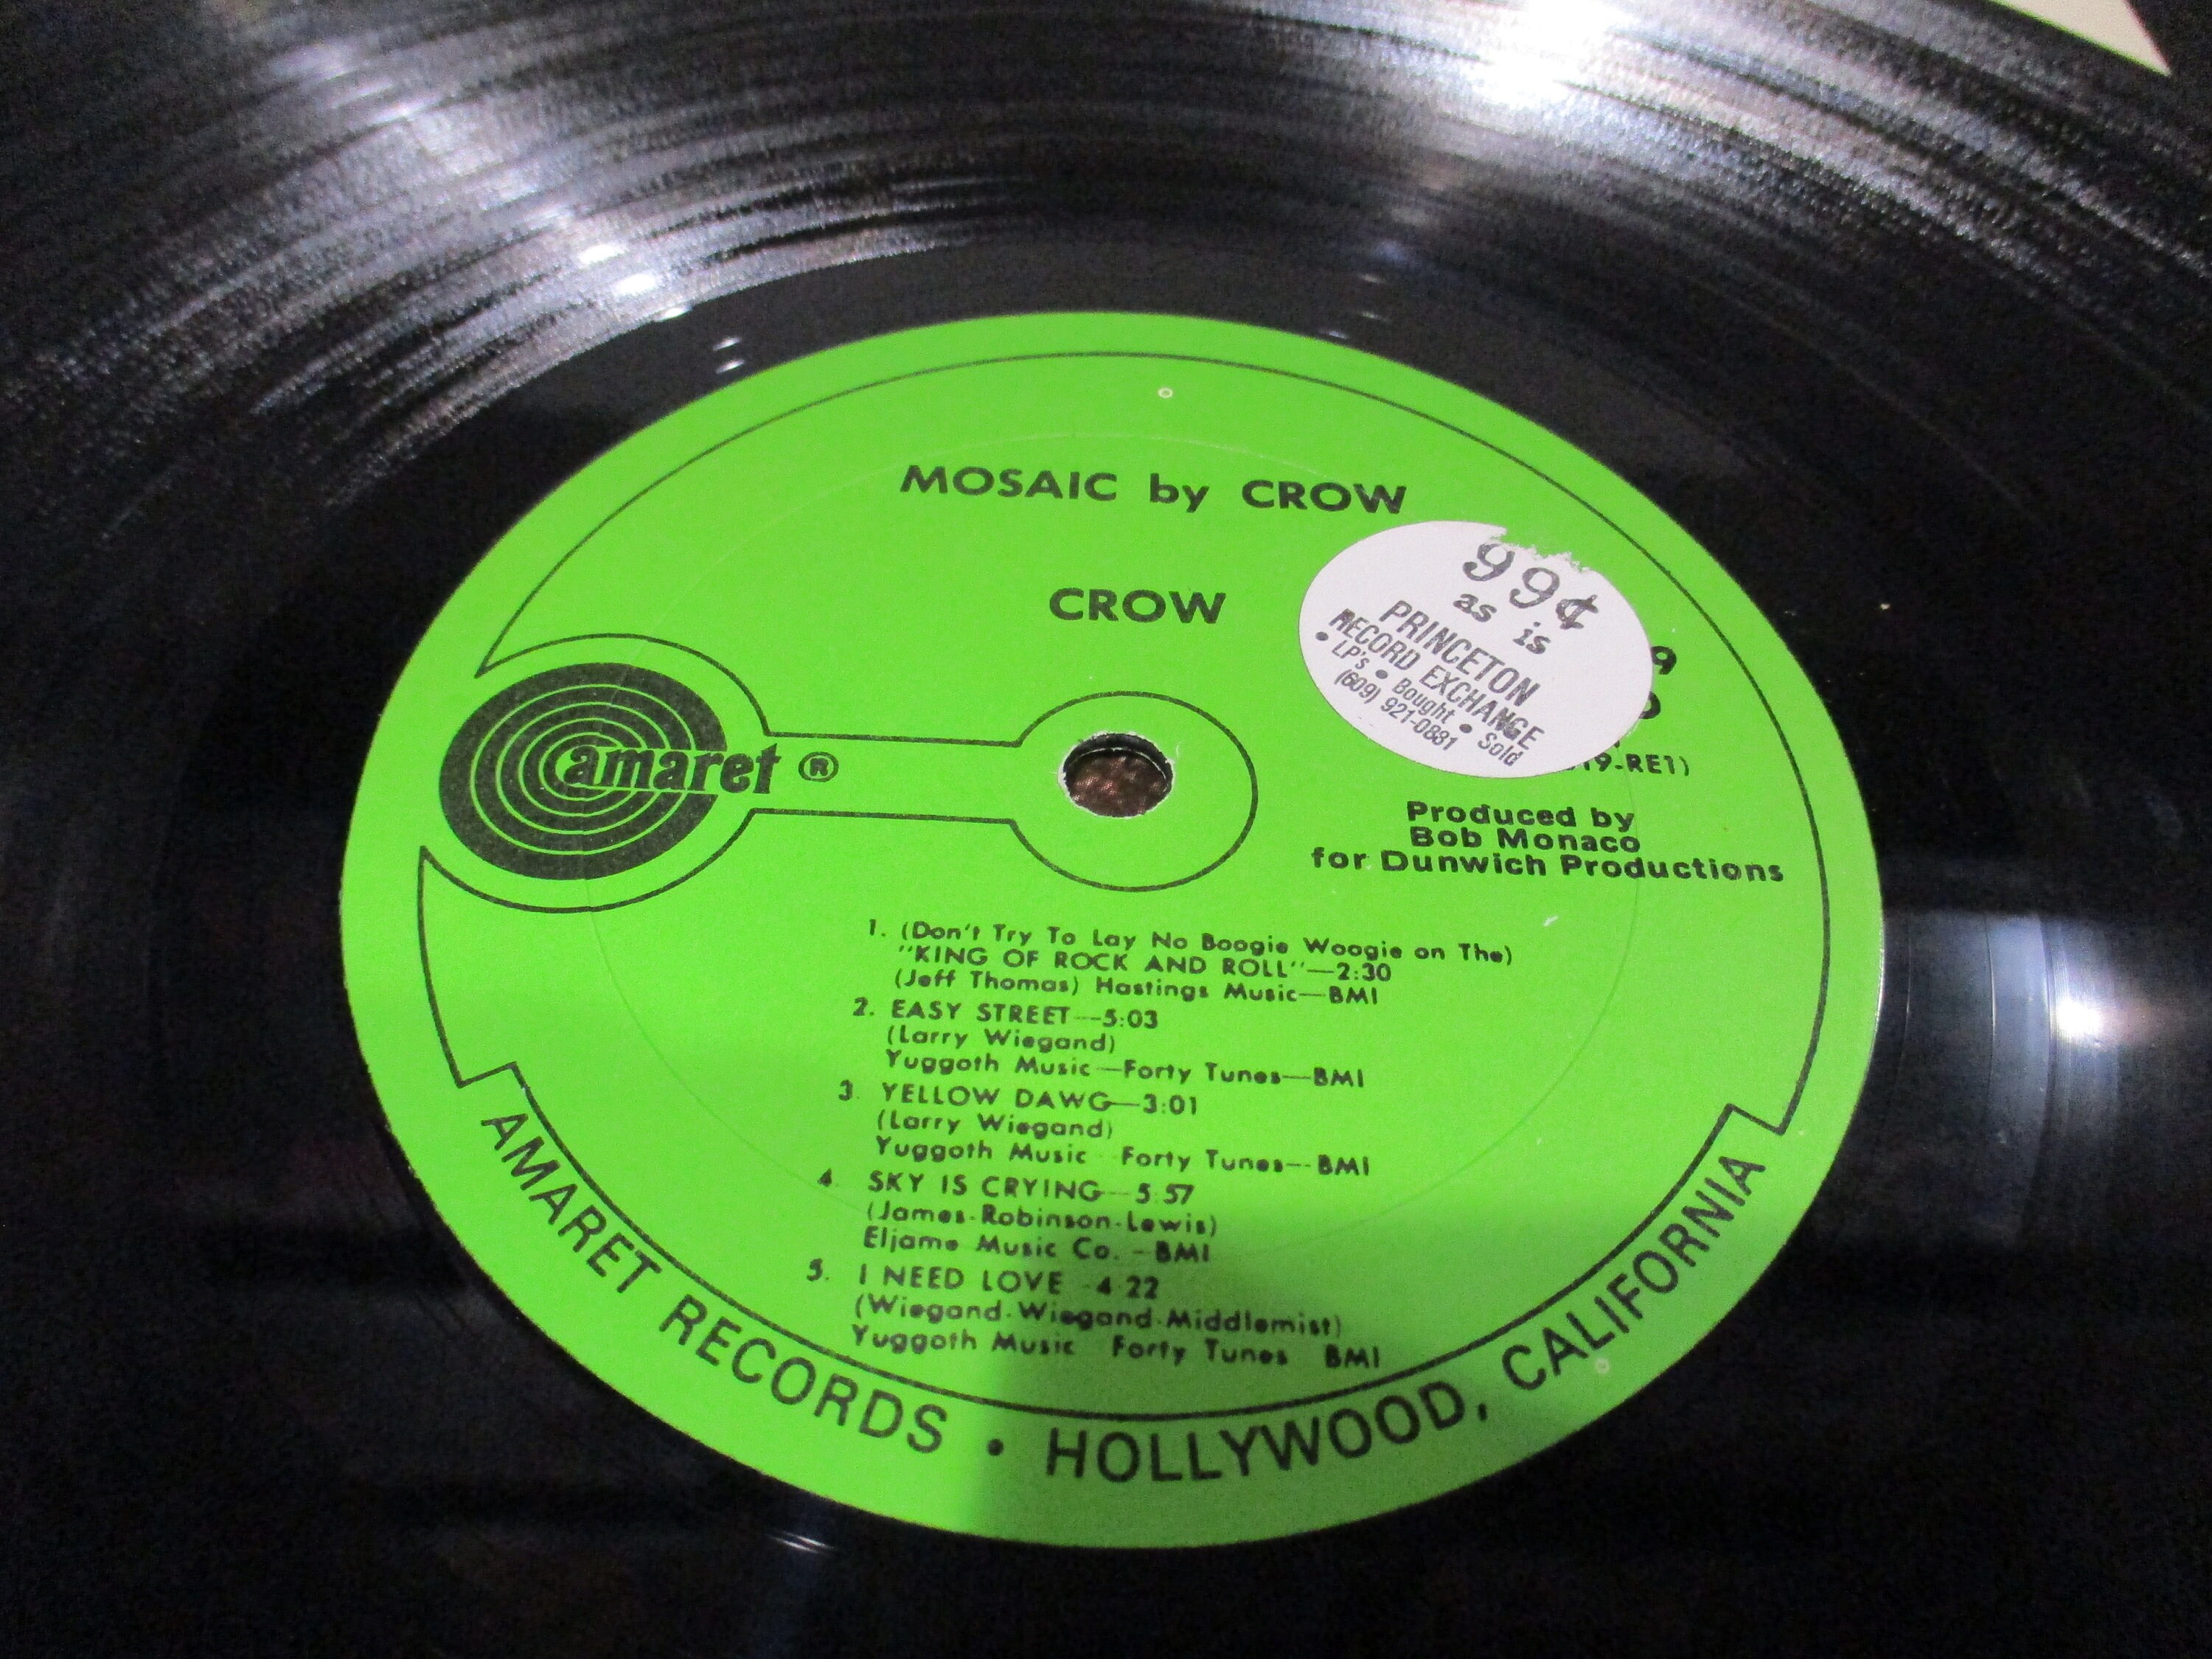 MOSAIC by CROW
CROW
99¢
as is
PRINCETON
RECORD EXCHANGE
• LP's • Bought • Sold
(609) 921-0881
9
19-RE1)
amaret ®
Produced by
Bob Monaco
for Dunwich Productions
1. (Don't Try To Lay No Boogie Woogie on The)
"KING OF ROCK AND ROLL"—2:30
(Jeff Thomas) Hastings Music—BMI
2. EASY STREET—5:03
(Larry Wiegand)
Yuggoth Music—Forty Tunes—BMI
3. YELLOW DAWG—3:01
(Larry Wiegand)
Yuggoth Music Forty Tunes--BMI
4. SKY IS CRYING—5:57
(James-Robinson-Lewis)
Eljame Music Co. -BMI
5. I NEED LOVE -4:22
(Wiegand-Wiegand-Middlemist)
Yuggoth Music Forty Tunes BMI
AMARET RECORDS • HOLLYWOOD, CALIFORNIA